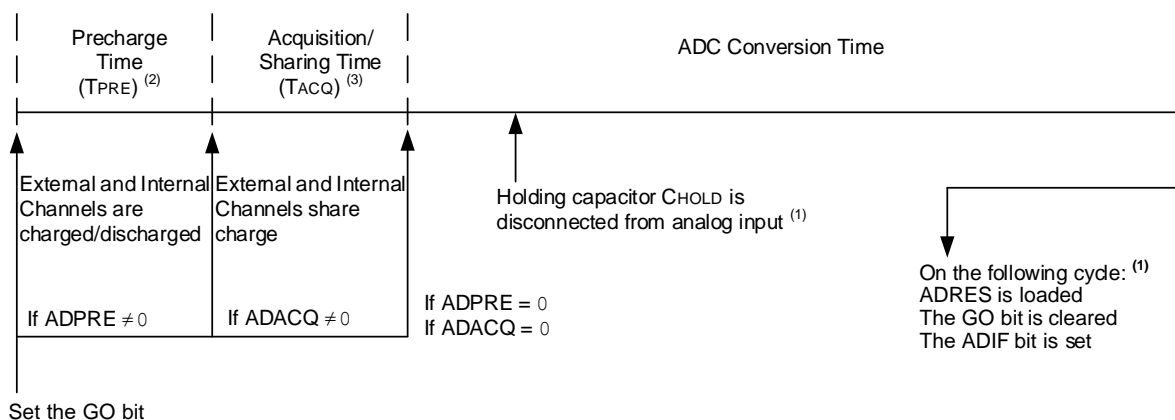 Precharge
Time
(TPRE) (2)
Acquisition/
Sharing Time
(TACQ) (3)
ADC Conversion Time
External and Internal
Channels are
charged/discharged
External and Internal
Channels share
charge
Holding capacitor CHOLD is
disconnected from analog input (1)
If ADPRE ≠ 0
If ADACQ ≠ 0
If ADPRE = 0
If ADACQ = 0
On the following cycle: (1)
ADRES is loaded
The GO bit is cleared
The ADIF bit is set
Set the GO bit